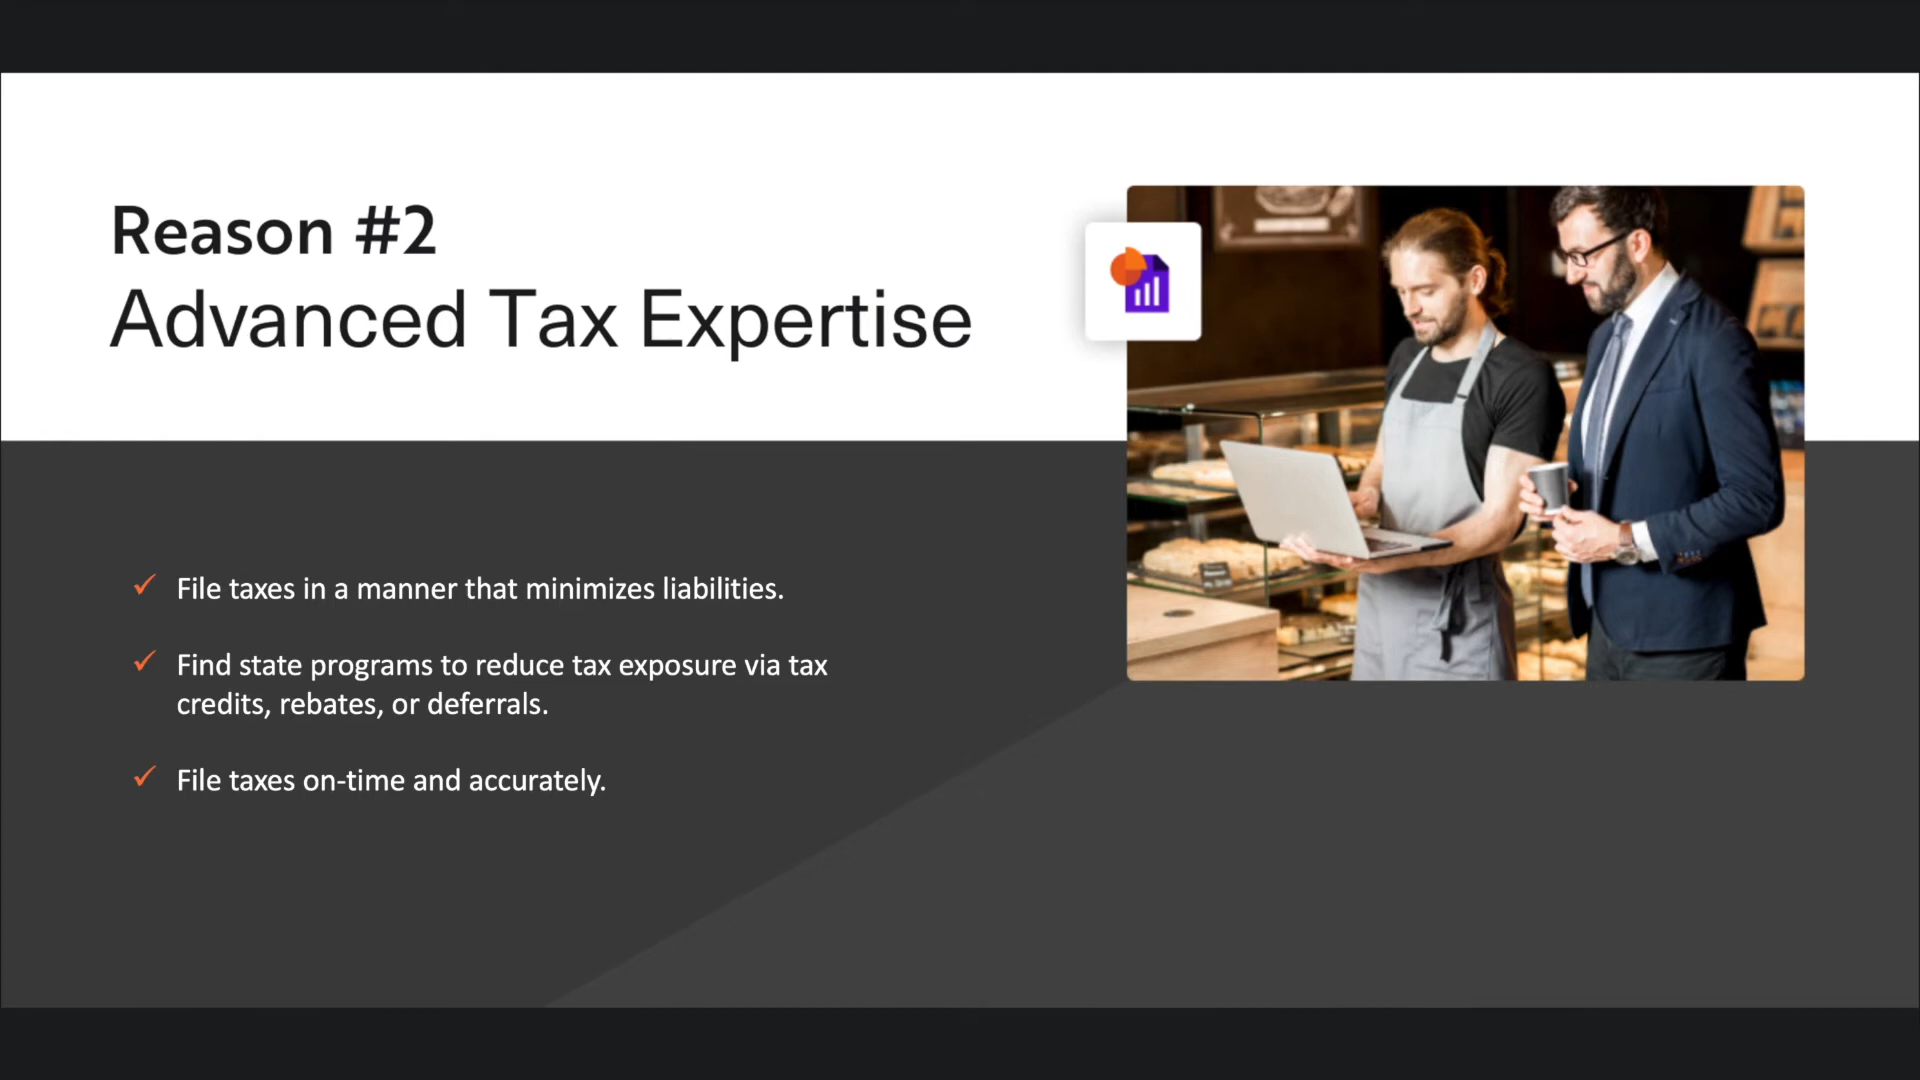 Reason #2
Advanced Tax Expertise
✓ File taxes in a manner that minimizes liabilities.
✓ Find state programs to reduce tax exposure via tax
credits, rebates, or deferrals.
✓ File taxes on-time and accurately.